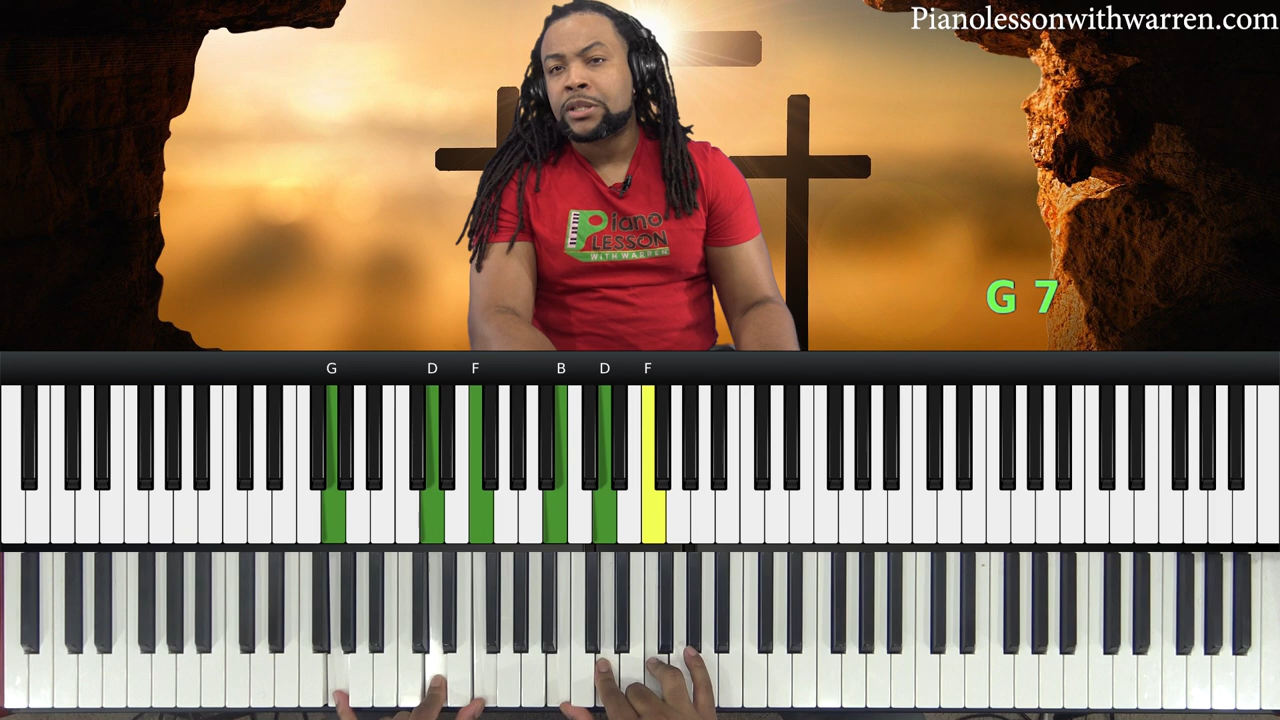 Pianolessonwithwarren.com
Piano
LESSON
WITH WARREN
G 7
G D F B D F